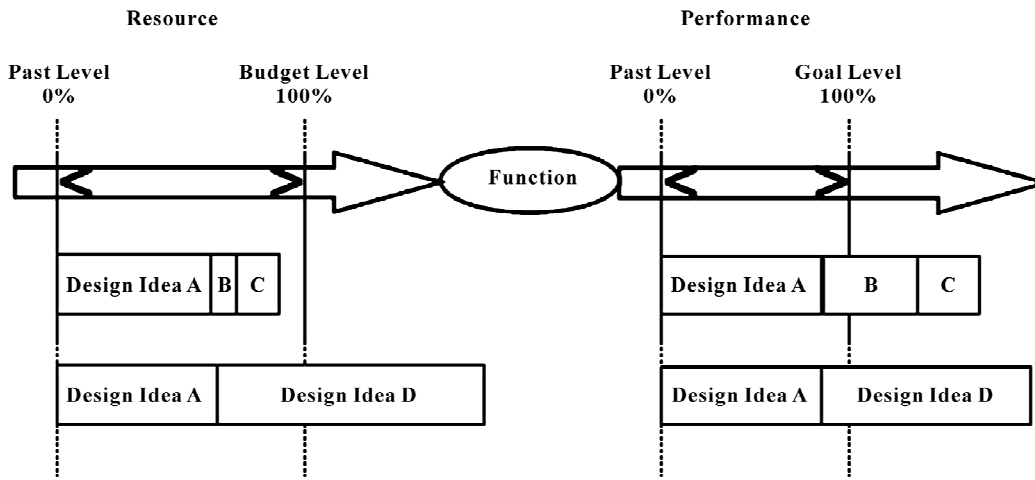 Resource
Performance
Past Level
0%
Budget Level
100%
Past Level
0%
Goal Level
100%
Function
Design Idea A
B
C
Design Idea A
B
C
Design Idea A
Design Idea D
Design Idea A
Design Idea D